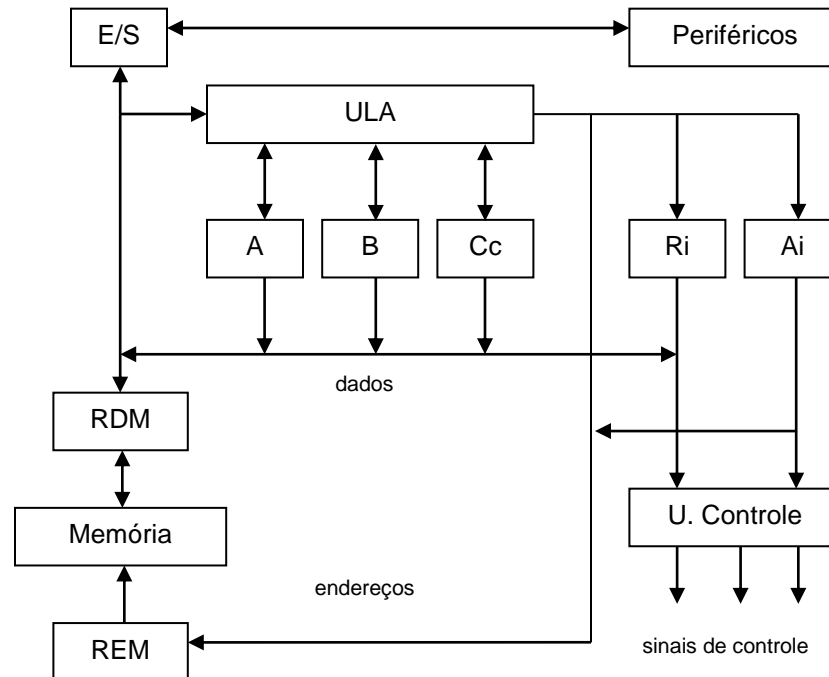 E/S
Periféricos
ULA
A
B
Cc
Ri
Ai
dados
RDM
U. Controle
Memória
endereços
REM
sinais de controle